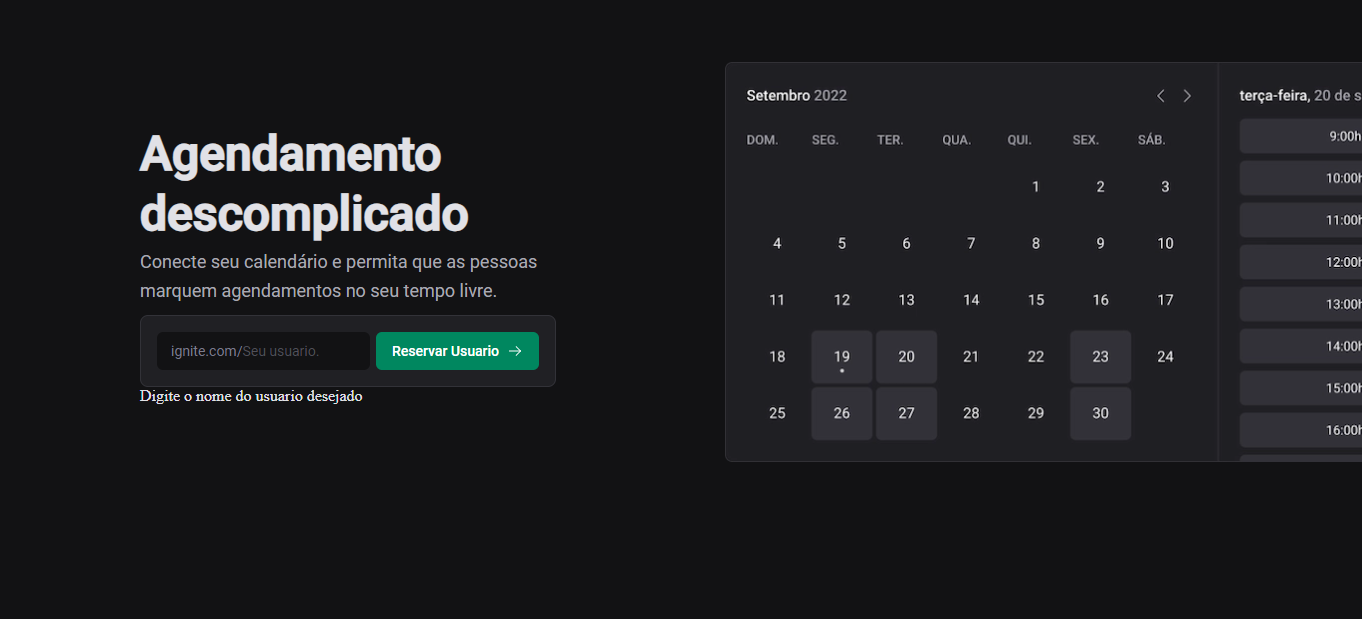 Agendamento
descomplicado
Conecte seu calendário e permita que as pessoas
marquem agendamentos no seu tempo livre.
ignite.com/Seu usuario.
Reservar Usuario →
Digite o nome do usuario desejado
Setembro 2022
DOM. SEG. TER. QUA. QUI. SEX. SÁB.
1 2 3
4 5 6 7 8 9 10
11 12 13 14 15 16 17
18 19 20 21 22 23 24
25 26 27 28 29 30
terça-feira, 20 de s
9:00h
10:00h
11:00h
12:00h
13:00h
14:00h
15:00h
16:00h